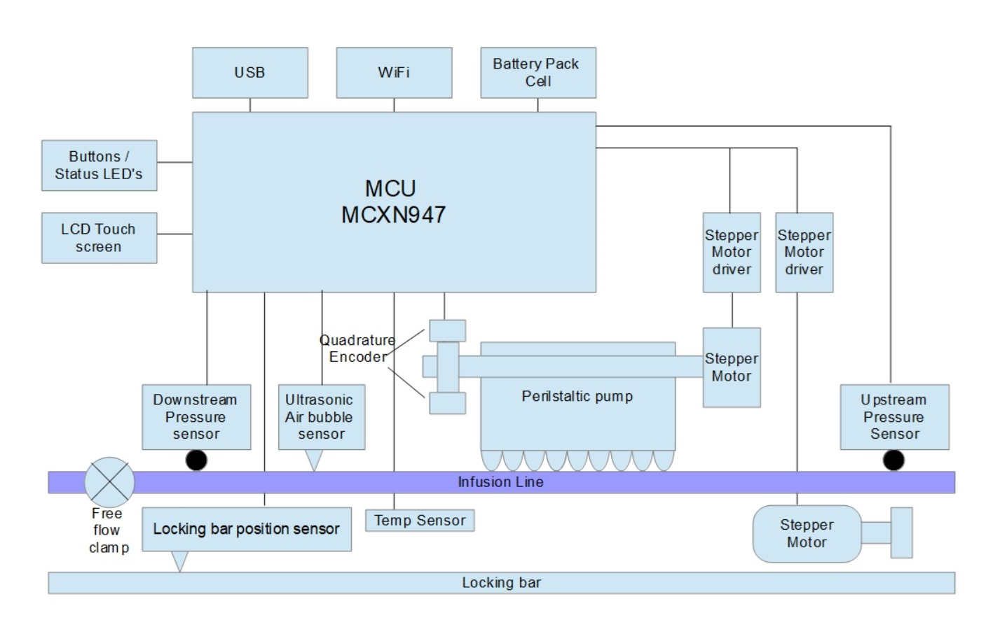 USB
WiFi
Battery Pack
Cell
Buttons /
Status LED's
MCU
MCXN947
LCD Touch
screen
Stepper
Motor
driver
Stepper
Motor
driver
Quadrature
Encoder
Stepper
Motor
Perilstaltic pump
Downstream
Pressure
sensor
Ultrasonic
Air bubble
sensor
Upstream
Pressure
Sensor
Infusion Line
Free
flow
clamp
Locking bar position sensor
Temp Sensor
Stepper
Motor
Locking bar